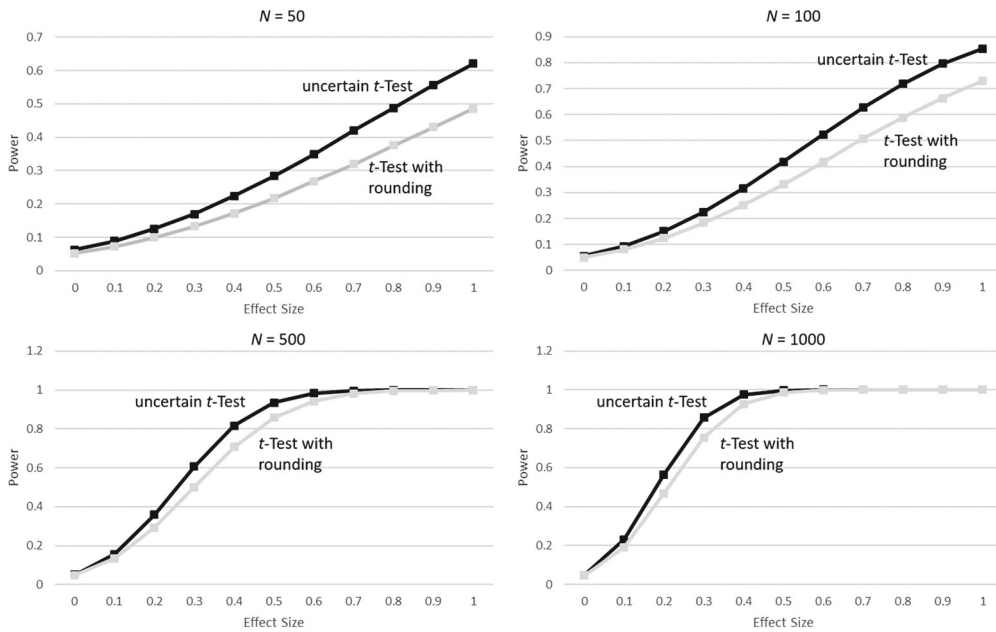 N = 50
0.7
0.6
0.5
0.4
0.3
0.2
0.1
0
Power
uncertain t-Test
t-Test with
rounding
0 0.1 0.2 0.3 0.4 0.5 0.6 0.7 0.8 0.9 1
Effect Size
N = 100
0.9
0.8
0.7
0.6
0.5
0.4
0.3
0.2
0.1
0
Power
uncertain t-Test
t-Test with
rounding
0 0.1 0.2 0.3 0.4 0.5 0.6 0.7 0.8 0.9 1
Effect Size
N = 500
1.2
1
0.8
0.6
0.4
0.2
0
Power
uncertain t-Test
t-Test with
rounding
0 0.1 0.2 0.3 0.4 0.5 0.6 0.7 0.8 0.9 1
Effect Size
N = 1000
1.2
1
0.8
0.6
0.4
0.2
0
Power
uncertain t-Test
t-Test with
rounding
0 0.1 0.2 0.3 0.4 0.5 0.6 0.7 0.8 0.9 1
Effect Size